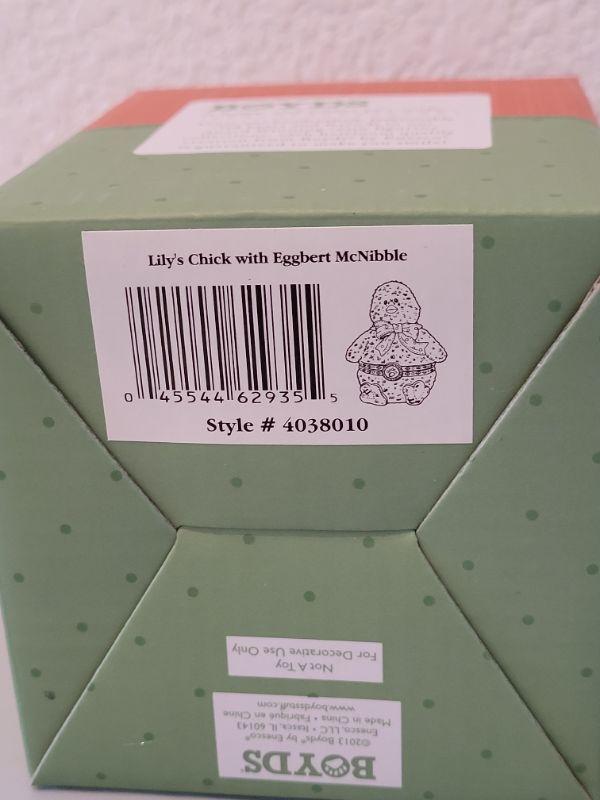 BOYDS
Lily's Chick with Eggbert McNibble
0 45544 62935 5
Style # 4038010
Not A Toy
For Decorative Use Only
BOYDS
©2013 Boyds® by Enesco®
Enesco, LLC • Itasca, IL 60143
Made in China • Fabriqué en Chine
www.boydsstuff.com